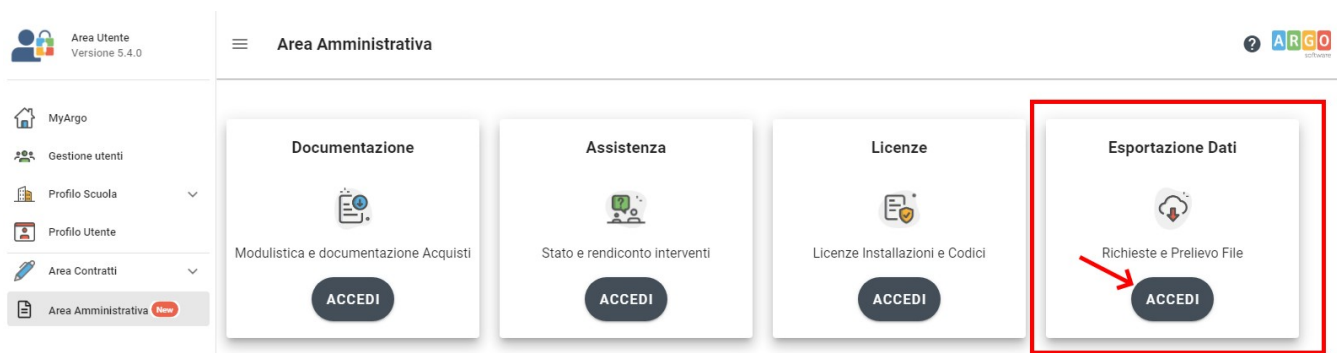 Area Utente
Versione 5.4.0
Area Amministrativa
?
ARGO
software
MyArgo
Gestione utenti
Profilo Scuola
Profilo Utente
Area Contratti
Area Amministrativa New
Documentazione
Modulistica e documentazione Acquisti
ACCEDI
Assistenza
?
Stato e rendiconto interventi
ACCEDI
Licenze
Licenze Installazioni e Codici
ACCEDI
Esportazione Dati
Richieste e Prelievo File
ACCEDI